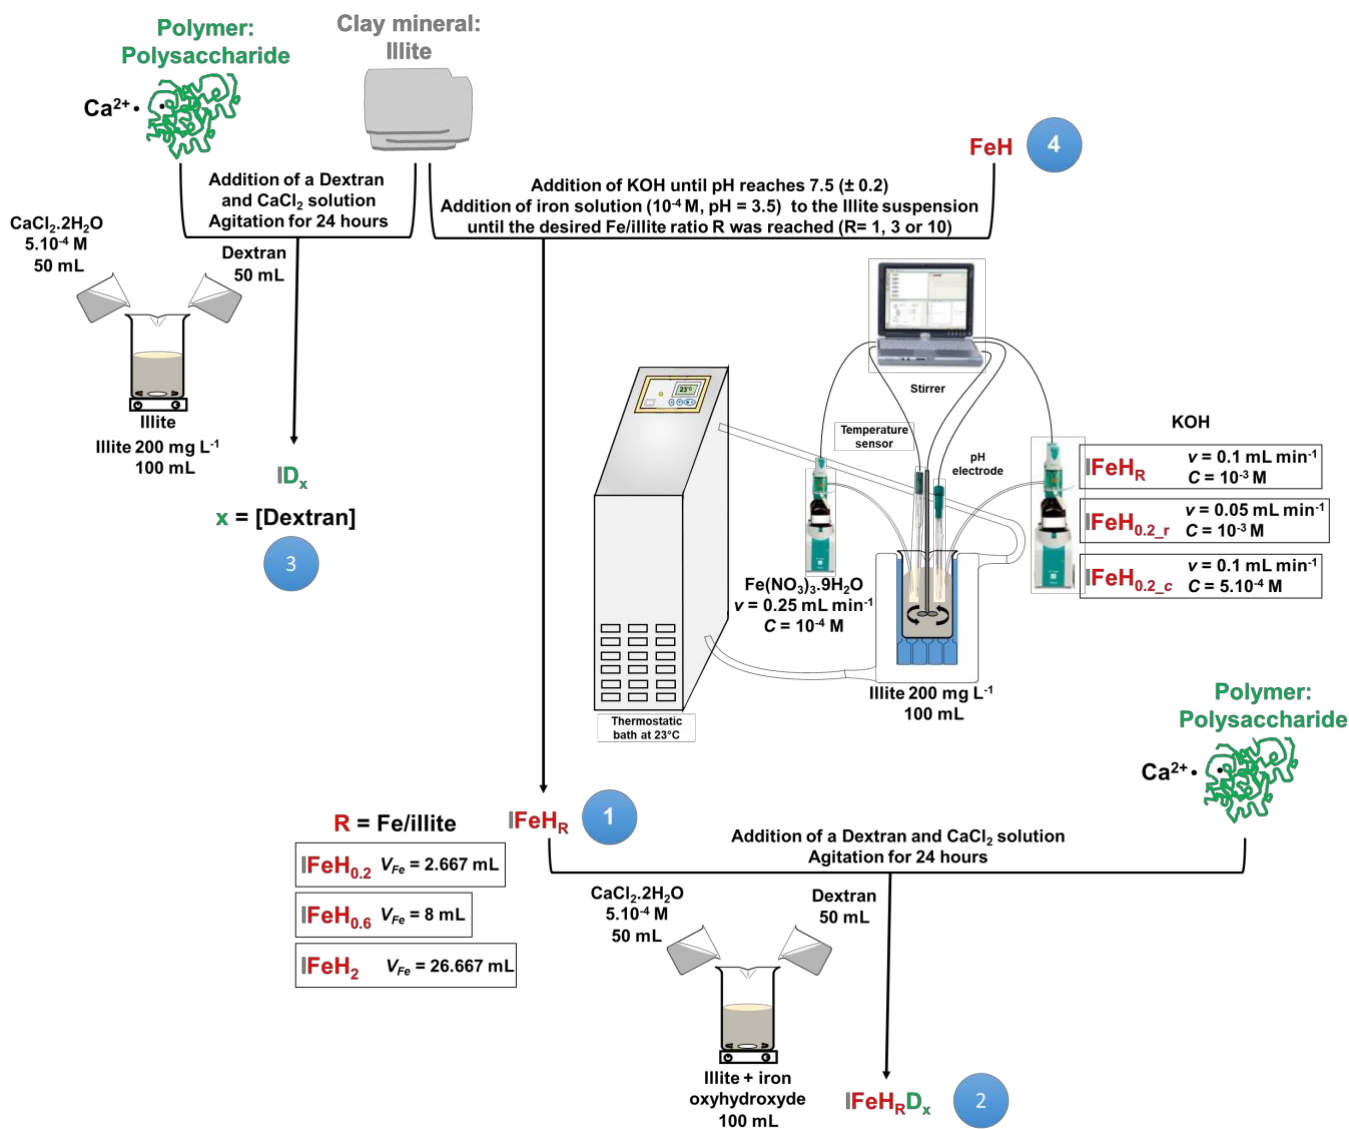 Polymer:
Polysaccharide
Clay mineral:
Illite
Ca²⁺
FeH
4
Addition of a Dextran
and CaCl₂ solution
Agitation for 24 hours
Addition of KOH until pH reaches 7.5 (± 0.2)
Addition of iron solution (10⁻⁴ M, pH = 3.5) to the Illite suspension
until the desired Fe/illite ratio R was reached (R= 1, 3 or 10)
CaCl₂.2H₂O
5.10⁻⁴ M
50 mL
Dextran
50 mL
Illite
Illite 200 mg L⁻¹
100 mL
IDₓ
x = [Dextran]
3
23°C
Stirrer
Temperature
sensor
pH
electrode
KOH
IFeH_R
v = 0.1 mL min⁻¹
C = 10⁻³ M
IFeH₀.₂_r
v = 0.05 mL min⁻¹
C = 10⁻³ M
IFeH₀.₂_c
v = 0.1 mL min⁻¹
C = 5.10⁻⁴ M
Fe(NO₃)₃.9H₂O
v = 0.25 mL min⁻¹
C = 10⁻⁴ M
Illite 200 mg L⁻¹
100 mL
Thermostatic
bath at 23°C
Polymer:
Polysaccharide
Ca²⁺
R = Fe/illite
IFeH_R
1
IFeH₀.₂ V_Fe = 2.667 mL
IFeH₀.₆ V_Fe = 8 mL
IFeH₂ V_Fe = 26.667 mL
Addition of a Dextran and CaCl₂ solution
Agitation for 24 hours
CaCl₂.2H₂O
5.10⁻⁴ M
50 mL
Dextran
50 mL
Illite + iron
oxyhydroxyde
100 mL
IFeH_RDₓ
2